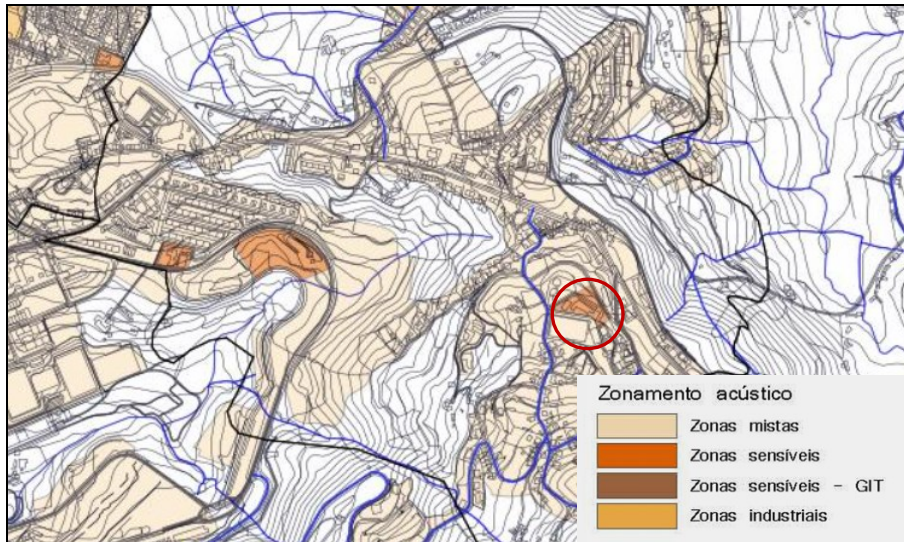 Zonamento acústico
Zonas mistas
Zonas sensíveis
Zonas sensíveis - GIT
Zonas industriais